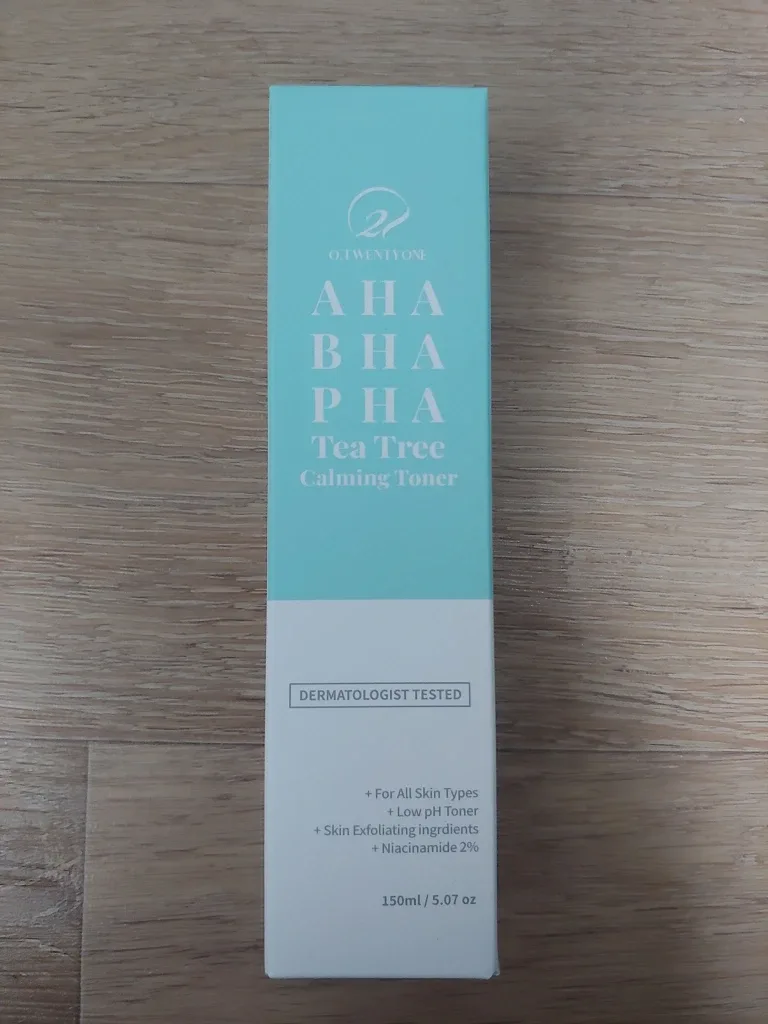 21
O.TWENTYONE
AHA
BHA
PHA
Tea Tree
Calming Toner
DERMATOLOGIST TESTED
+ For All Skin Types
+ Low pH Toner
+ Skin Exfoliating ingrdients
+ Niacinamide 2%
150ml / 5.07 oz